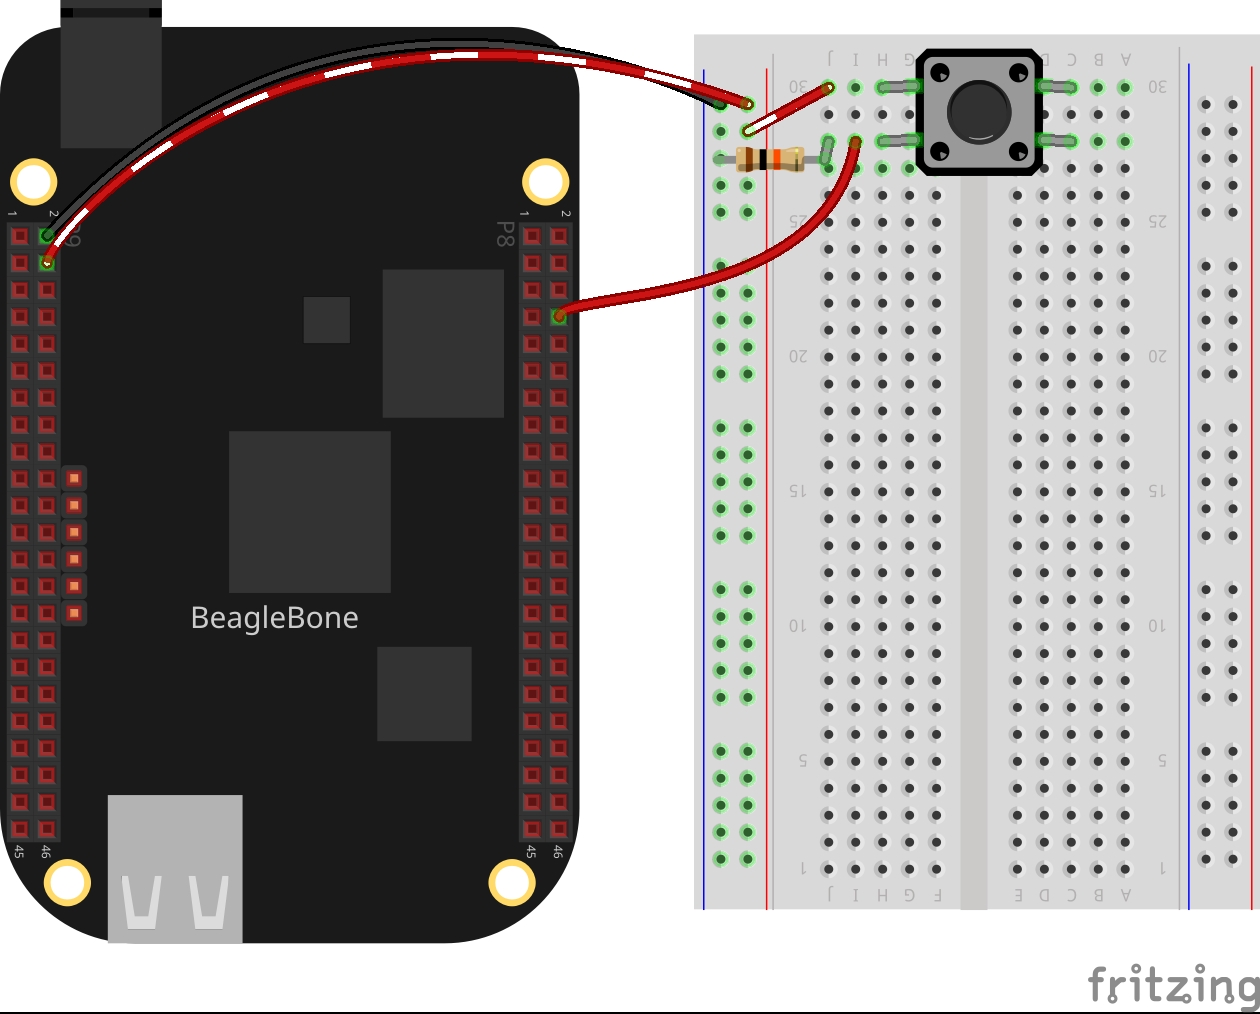 J I H G D C B A
30 30
1 2 1 2
P9 P8
25 25
20 20
15 15
BeagleBone
10 10
5 5
45 46 45 46
1 1
J I H G F E D C B A
fritzing